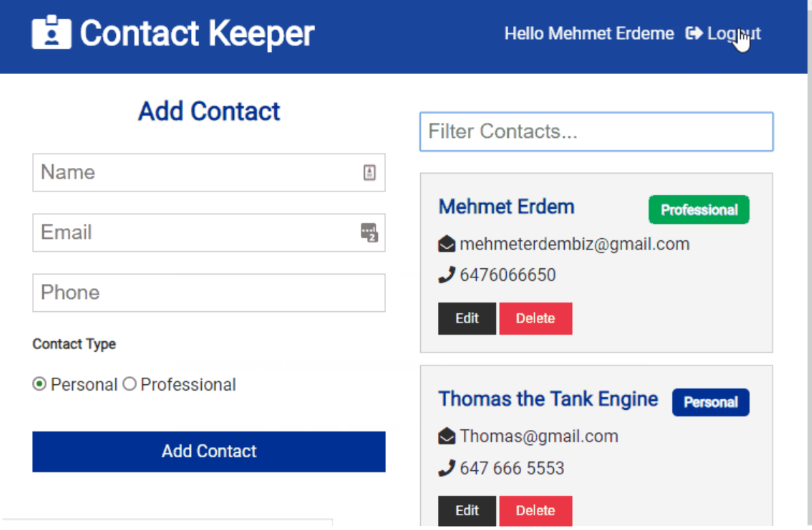 Contact Keeper
Hello Mehmet Erdeme Logout
Add Contact
Name
Email
Phone
Contact Type
Personal Professional
Add Contact
Filter Contacts...
Mehmet Erdem Professional
mehmeterdembiz@gmail.com
6476066650
Edit Delete
Thomas the Tank Engine Personal
Thomas@gmail.com
647 666 5553
Edit Delete